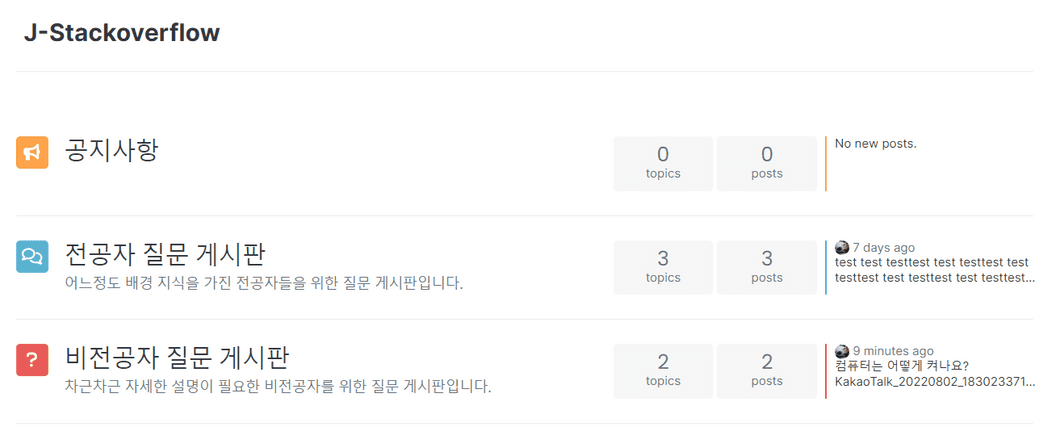 J-Stackoverflow
공지사항
0
topics
0
posts
No new posts.
전공자 질문 게시판
어느정도 배경 지식을 가진 전공자들을 위한 질문 게시판입니다.
3
topics
3
posts
7 days ago
test test testtest test testtest test
testtest test testtest test testtest...
?
비전공자 질문 게시판
차근차근 자세한 설명이 필요한 비전공자를 위한 질문 게시판입니다.
2
topics
2
posts
9 minutes ago
컴퓨터는 어떻게 켜나요?
KakaoTalk_20220802_183023371...